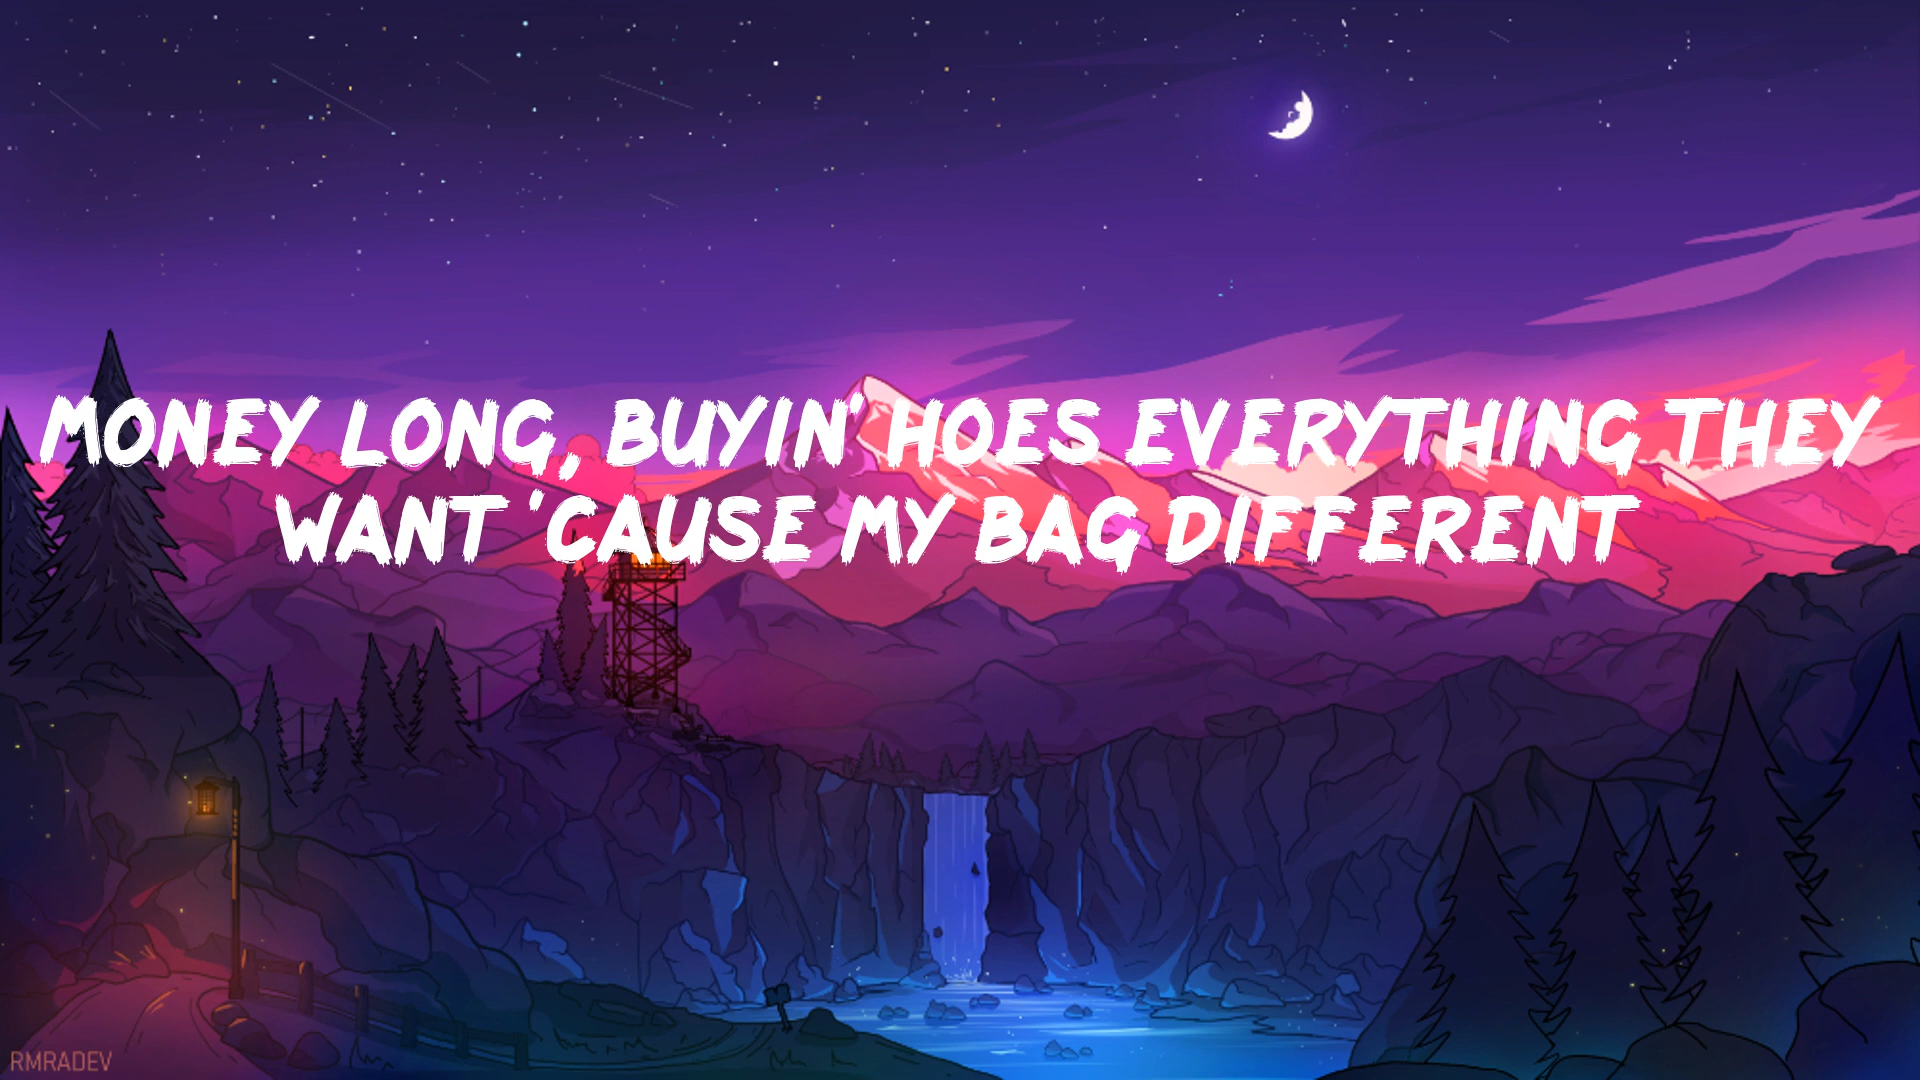 MONEY LONG, BUYIN' HOES EVERYTHING THEY
WANT 'CAUSE MY BAG DIFFERENT
RMRADEV